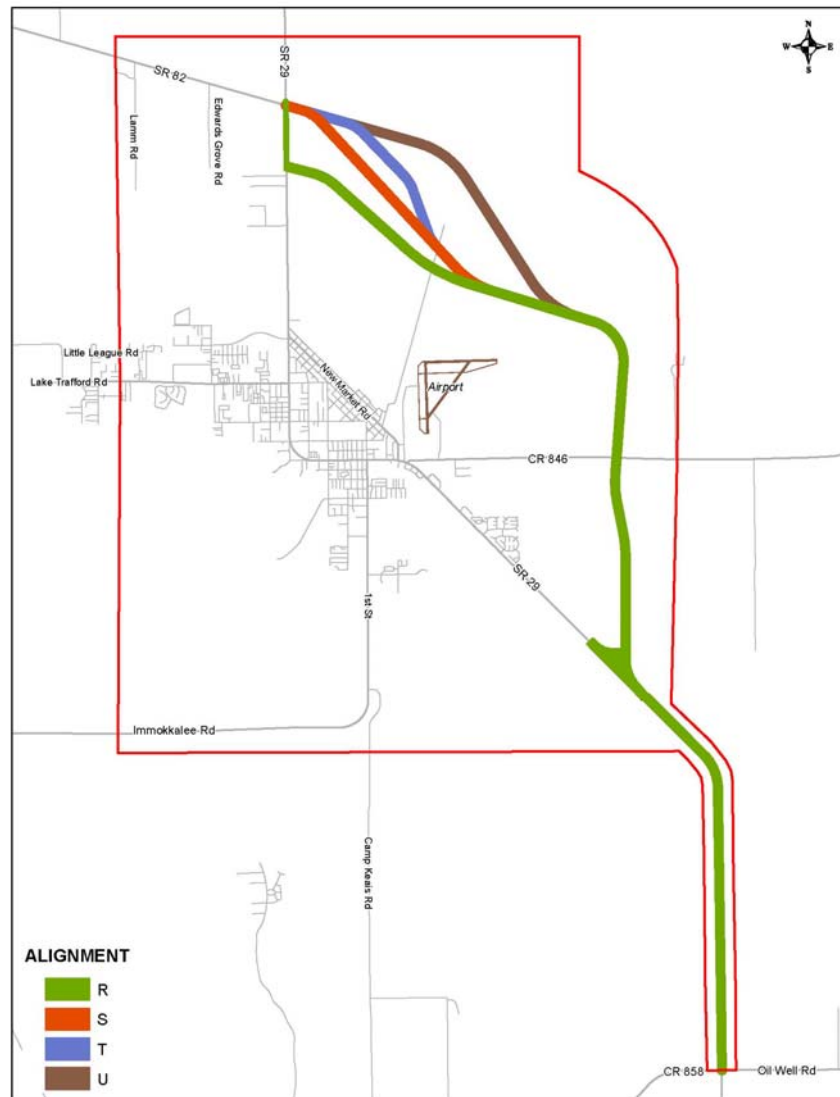 N
W E
S
SR 29
SR 82
Lamm Rd
Edwards Grove Rd
Little League Rd
Lake Trafford Rd
New Market Rd
Airport
CR 846
SR 29
1st St
Immokkalee Rd
Camp Keais Rd
ALIGNMENT
R
S
T
U
CR 858
Oil Well Rd